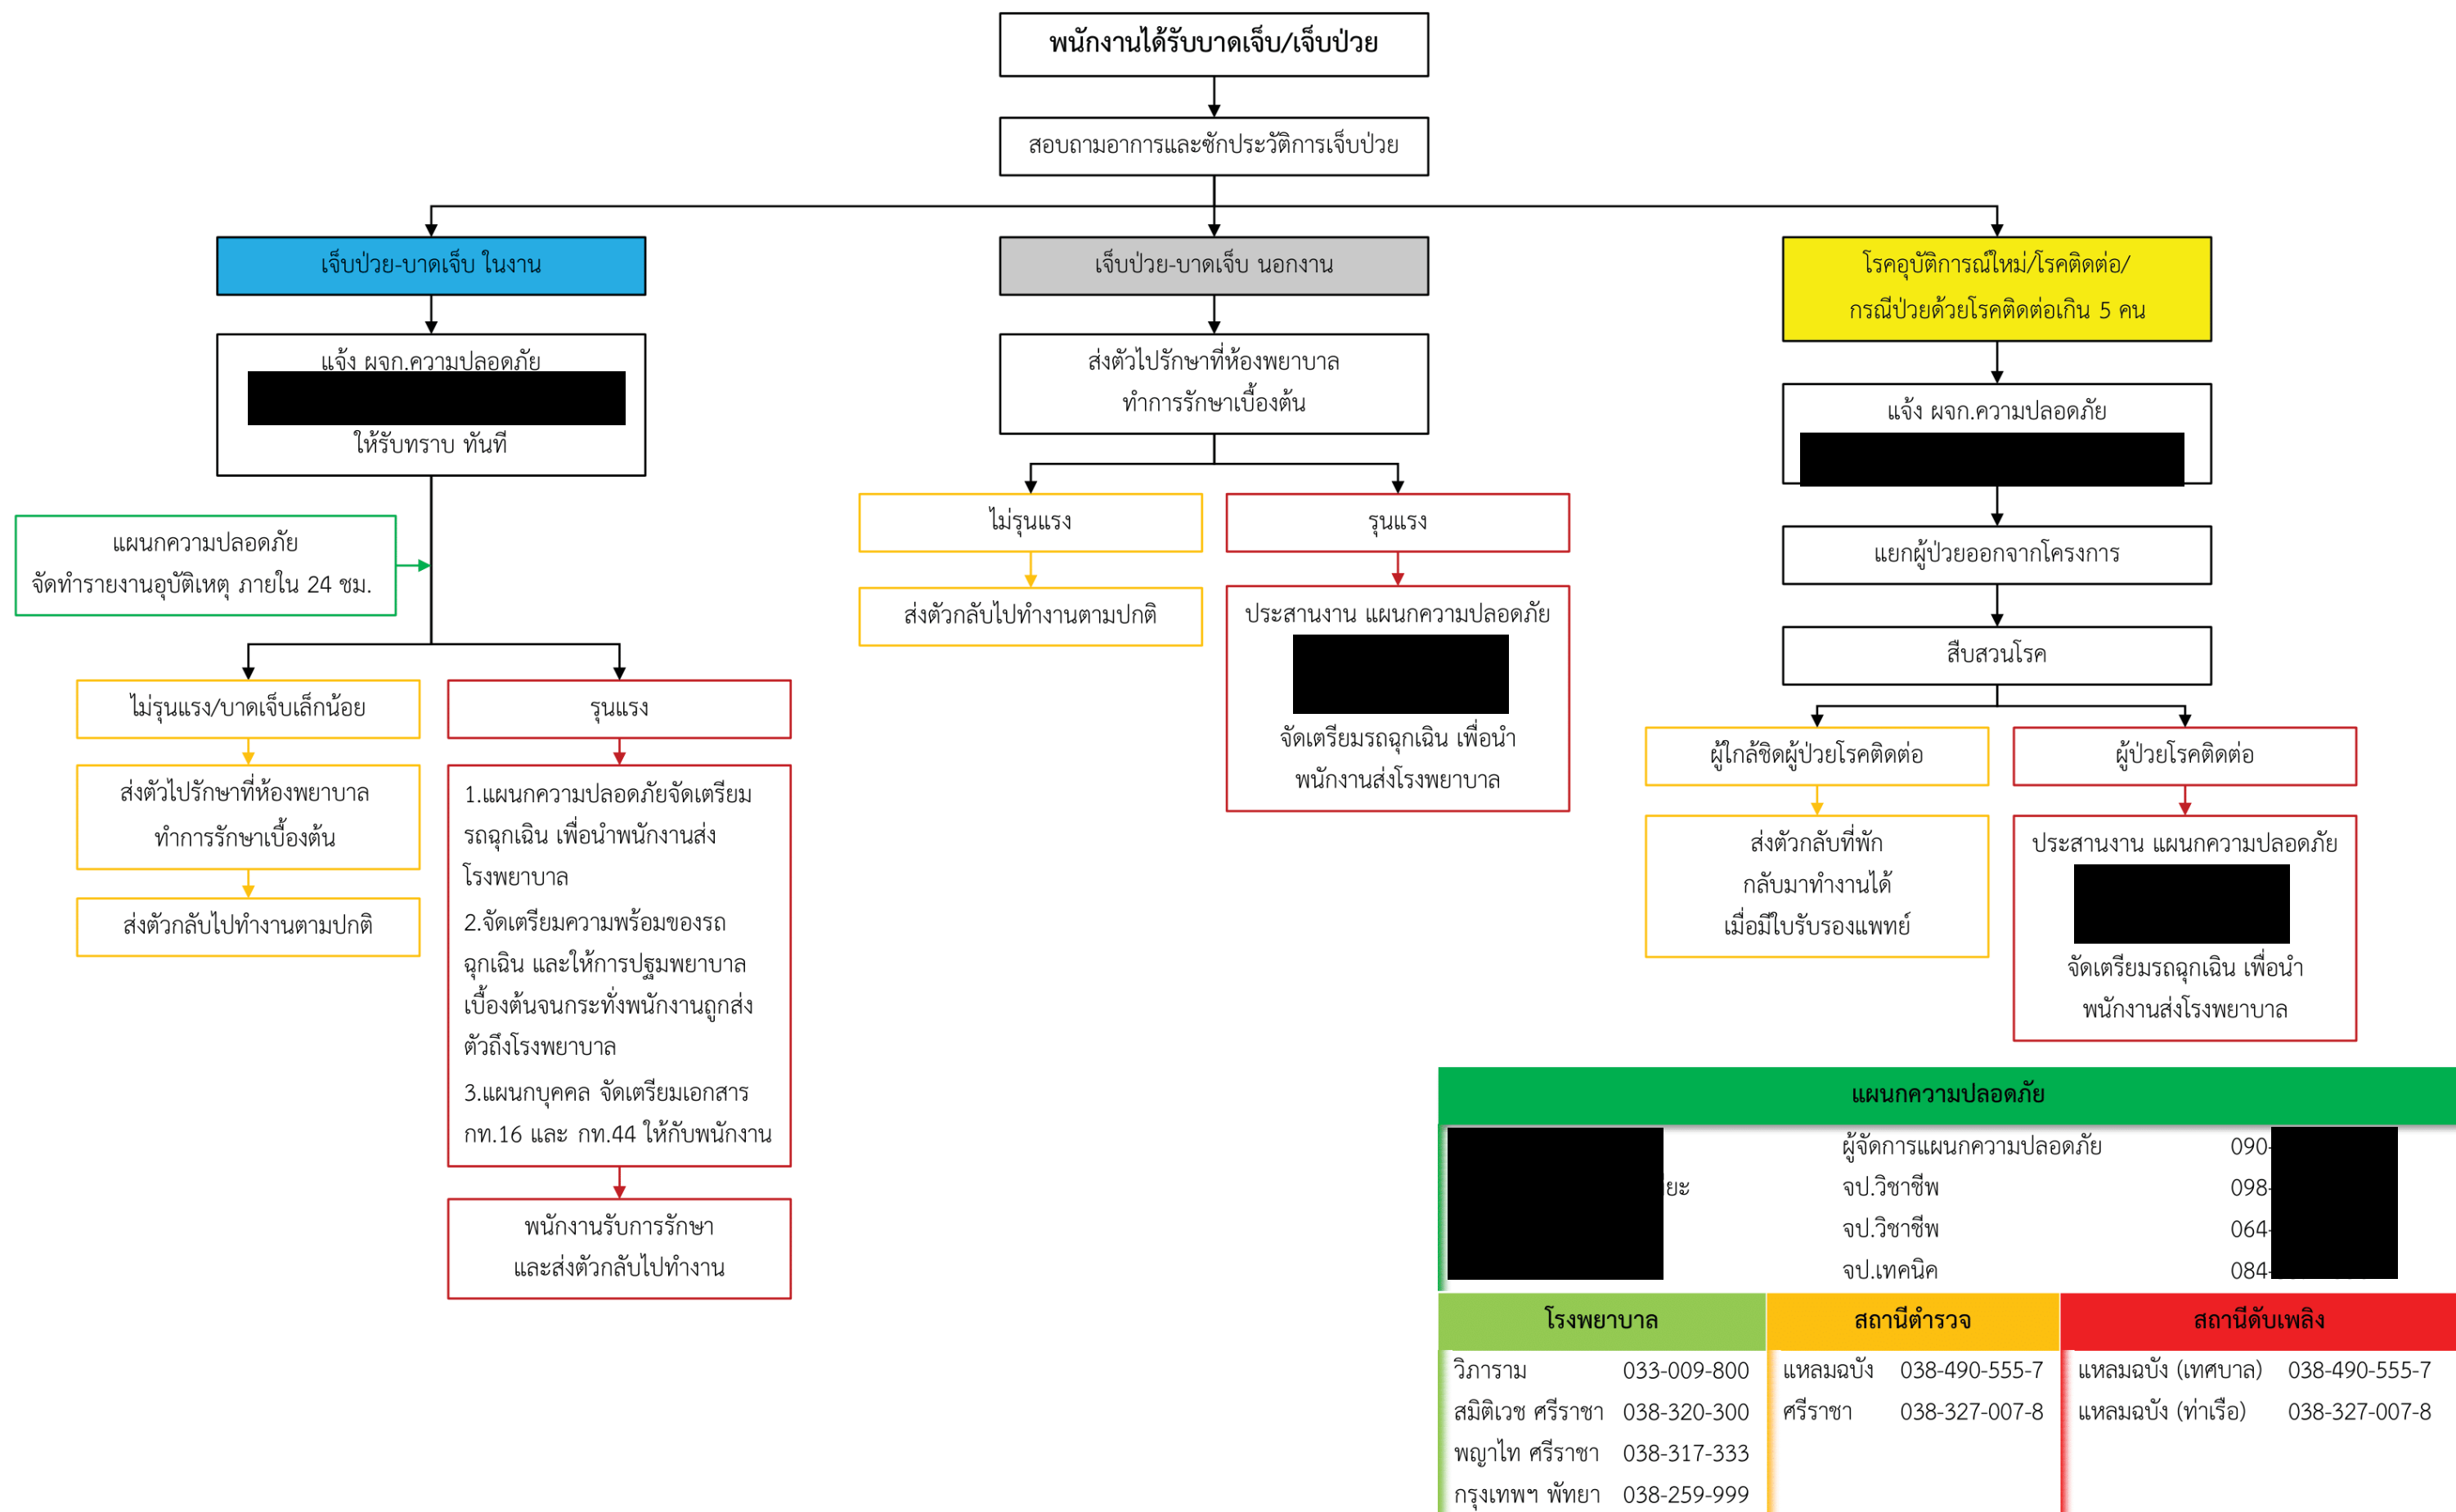 พนักงานได้รับบาดเจ็บ/เจ็บป่วย
สอบถามอาการและซักประวัติการเจ็บป่วย
เจ็บป่วย-บาดเจ็บ ในงาน
แจ้ง ผจก.ความปลอดภัย
ให้รับทราบ ทันที
แผนกความปลอดภัย
จัดทำรายงานอุบัติเหตุ ภายใน 24 ชม.
ไม่รุนแรง/บาดเจ็บเล็กน้อย
ส่งตัวไปรักษาที่ห้องพยาบาล
ทำการรักษาเบื้องต้น
ส่งตัวกลับไปทำงานตามปกติ
รุนแรง
1.แผนกความปลอดภัยจัดเตรียม
รถฉุกเฉิน เพื่อนำพนักงานส่ง
โรงพยาบาล
2.จัดเตรียมความพร้อมของรถ
ฉุกเฉิน และให้การปฐมพยาบาล
เบื้องต้นจนกระทั่งพนักงานถูกส่ง
ตัวถึงโรงพยาบาล
3.แผนกบุคคล จัดเตรียมเอกสาร
กท.16 และ กท.44 ให้กับพนักงาน
พนักงานรับการรักษา
และส่งตัวกลับไปทำงาน
เจ็บป่วย-บาดเจ็บ นอกงาน
ส่งตัวไปรักษาที่ห้องพยาบาล
ทำการรักษาเบื้องต้น
ไม่รุนแรง
ส่งตัวกลับไปทำงานตามปกติ
รุนแรง
ประสานงาน แผนกความปลอดภัย
จัดเตรียมรถฉุกเฉิน เพื่อนำ
พนักงานส่งโรงพยาบาล
โรคอุบัติการณ์ใหม่/โรคติดต่อ/
กรณีป่วยด้วยโรคติดต่อเกิน 5 คน
แจ้ง ผจก.ความปลอดภัย
แยกผู้ป่วยออกจากโครงการ
สืบสวนโรค
ผู้ใกล้ชิดผู้ป่วยโรคติดต่อ
ส่งตัวกลับที่พัก
กลับมาทำงานได้
เมื่อมีใบรับรองแพทย์
ผู้ป่วยโรคติดต่อ
ประสานงาน แผนกความปลอดภัย
จัดเตรียมรถฉุกเฉิน เพื่อนำ
พนักงานส่งโรงพยาบาล
แผนกความปลอดภัย
ผู้จัดการแผนกความปลอดภัย 090-
ยะ จป.วิชาชีพ 098-
จป.วิชาชีพ 064-
จป.เทคนิค 084-
โรงพยาบาล สถานีตำรวจ สถานีดับเพลิง
วิภาราม 033-009-800 แหลมฉบัง 038-490-555-7 แหลมฉบัง (เทศบาล) 038-490-555-7
สมิติเวช ศรีราชา 038-320-300 ศรีราชา 038-327-007-8 แหลมฉบัง (ท่าเรือ) 038-327-007-8
พญาไท ศรีราชา 038-317-333
กรุงเทพฯ พัทยา 038-259-999